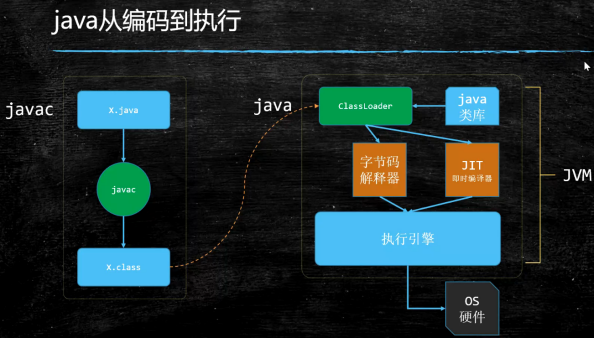 java从编码到执行
javac
X.java
javac
X.class
java
ClassLoader
java
类库
字节码
解释器
JIT
即时编译器
执行引擎
JVM
OS
硬件